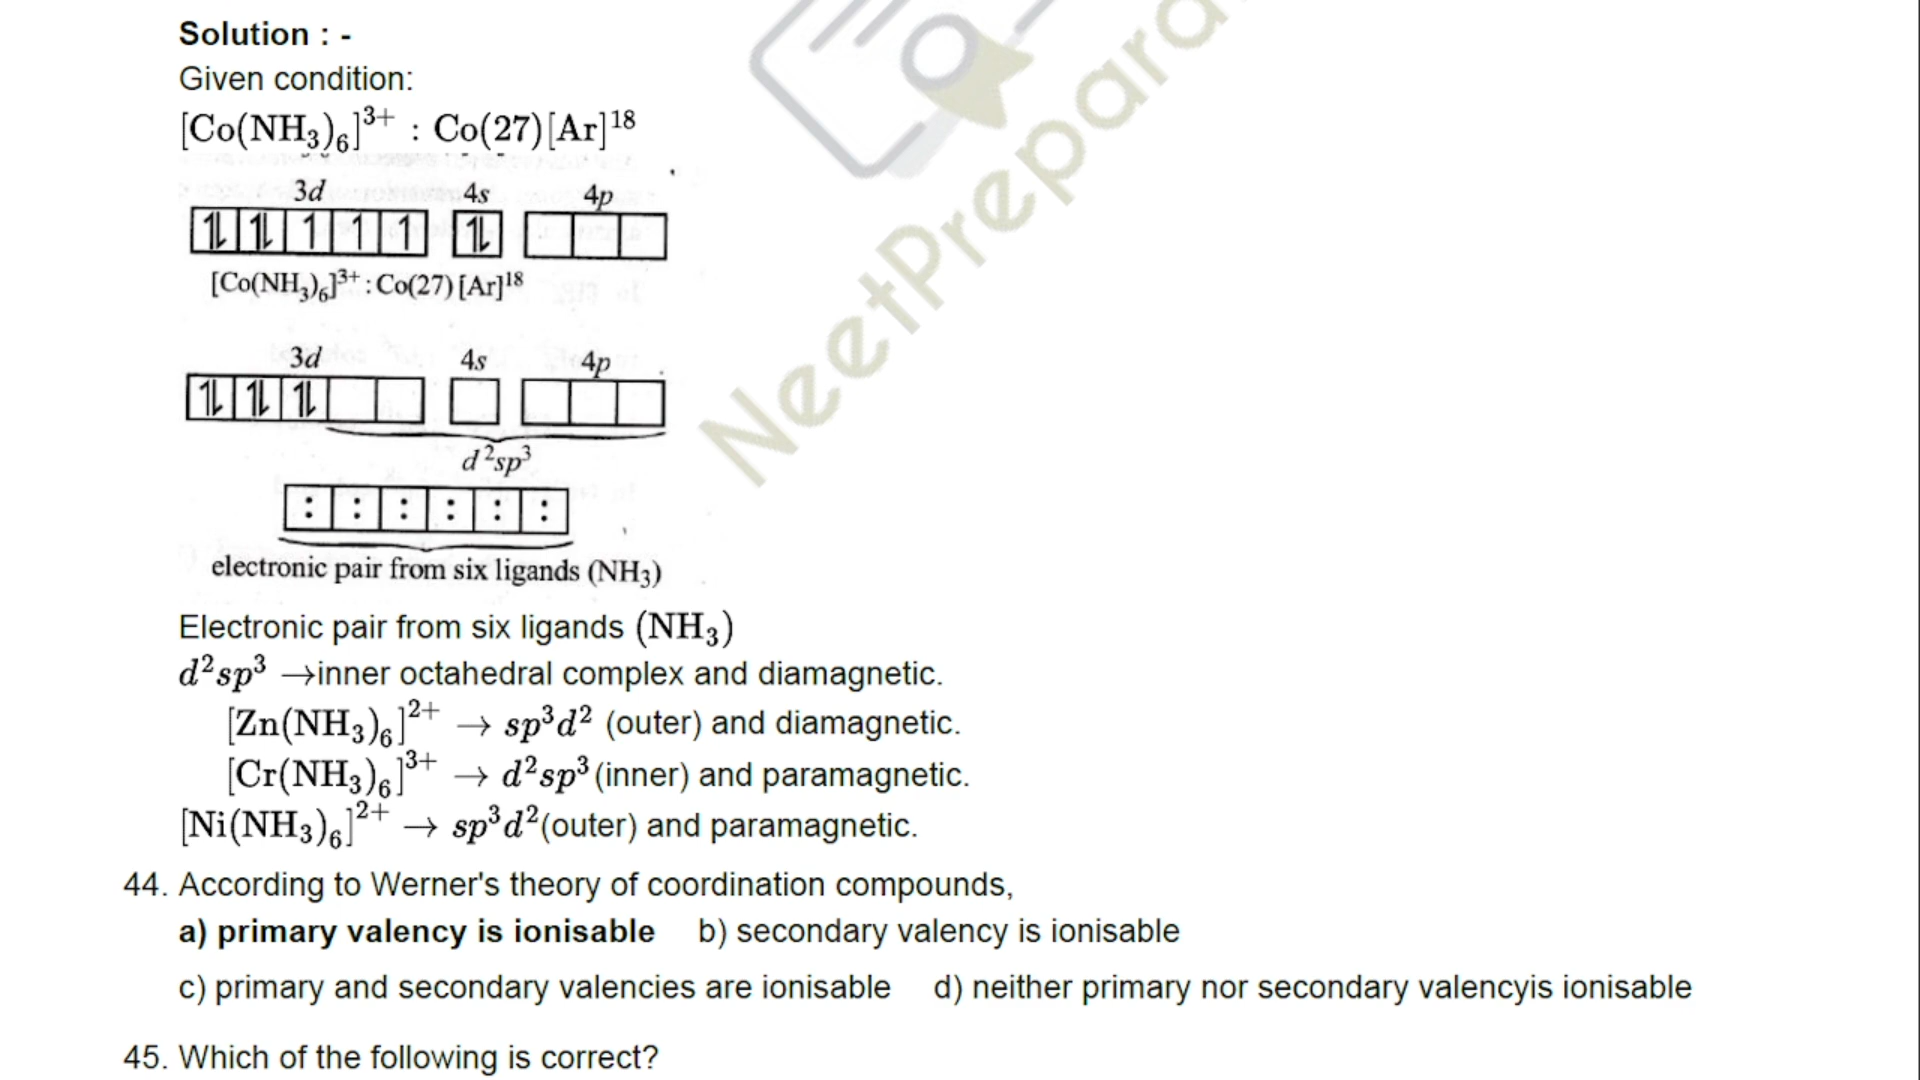 Solution : -
Given condition:
[Co(NH₃)₆]³⁺ : Co(27)[Ar]¹⁸
3d 4s 4p
[Co(NH₃)₆]³⁺ : Co(27) [Ar]¹⁸
3d 4s 4p
d²sp³
electronic pair from six ligands (NH₃)
Electronic pair from six ligands (NH₃)
d²sp³ →inner octahedral complex and diamagnetic.
[Zn(NH₃)₆]²⁺ → sp³d² (outer) and diamagnetic.
[Cr(NH₃)₆]³⁺ → d²sp³(inner) and paramagnetic.
[Ni(NH₃)₆]²⁺ → sp³d²(outer) and paramagnetic.
44. According to Werner's theory of coordination compounds,
a) primary valency is ionisable b) secondary valency is ionisable
c) primary and secondary valencies are ionisable d) neither primary nor secondary valencyis ionisable
45. Which of the following is correct?
NeetPrepara